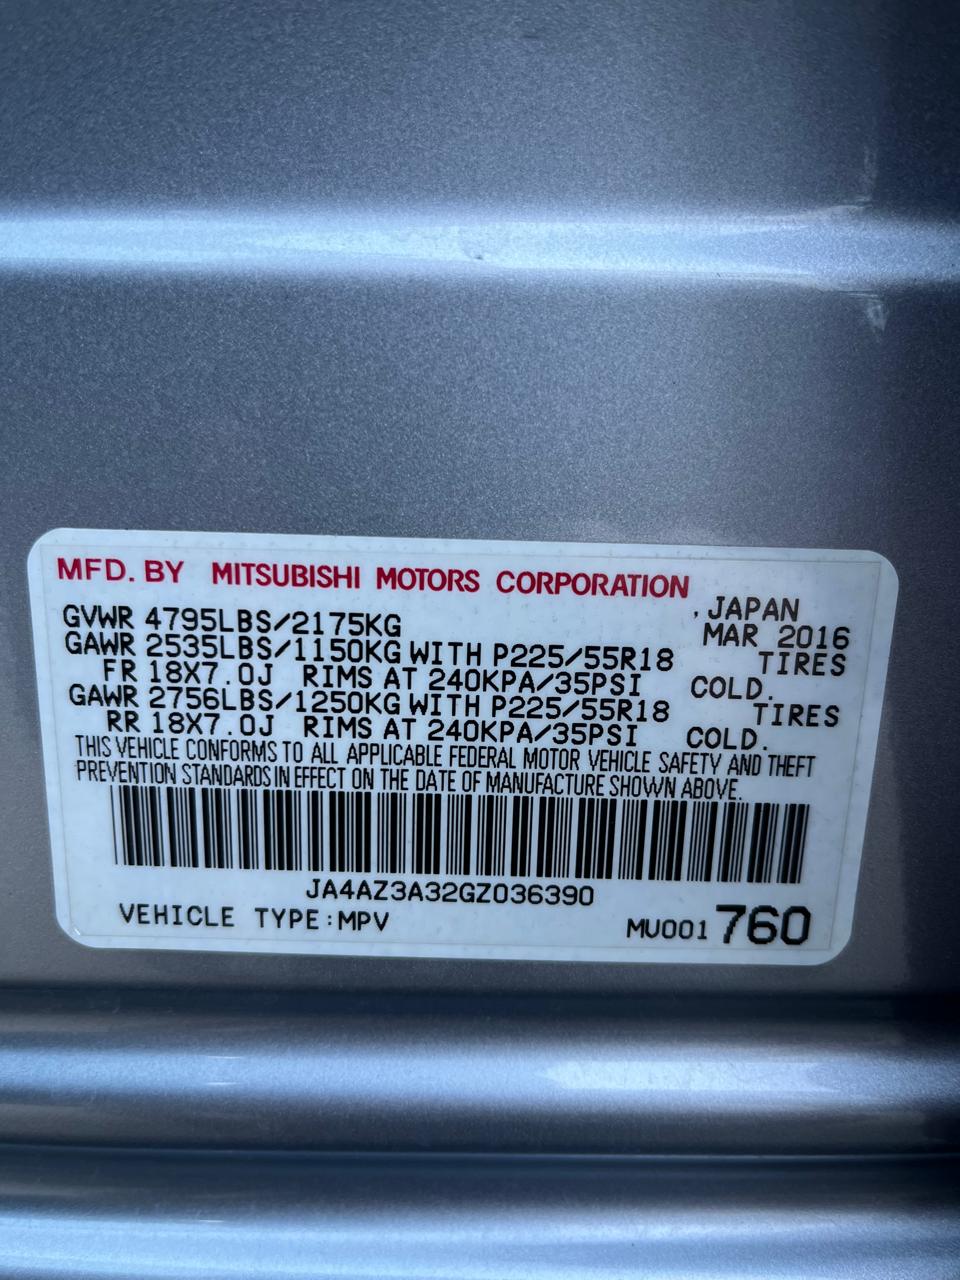 MFD. BY MITSUBISHI MOTORS CORPORATION
, JAPAN
GVWR 4795LBS/2175KG MAR 2016
GAWR 2535LBS/1150KG WITH P225/55R18 TIRES
FR 18X7.0J RIMS AT 240KPA/35PSI COLD.
GAWR 2756LBS/1250KG WITH P225/55R18 TIRES
RR 18X7.0J RIMS AT 240KPA/35PSI COLD.
THIS VEHICLE CONFORMS TO ALL APPLICABLE FEDERAL MOTOR VEHICLE SAFETY AND THEFT
PREVENTION STANDARDS IN EFFECT ON THE DATE OF MANUFACTURE SHOWN ABOVE.
JA4AZ3A32GZ036390
VEHICLE TYPE:MPV MU001 760